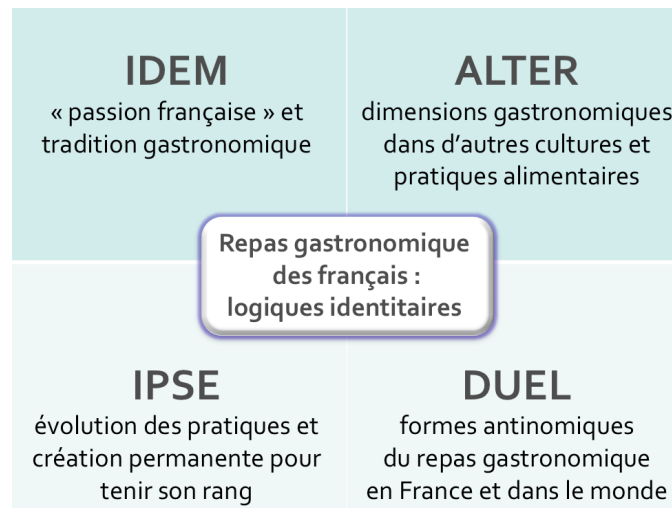 IDEM
« passion française » et
tradition gastronomique
ALTER
dimensions gastronomiques
dans d'autres cultures et
pratiques alimentaires
Repas gastronomique
des français :
logiques identitaires
IPSE
évolution des pratiques et
création permanente pour
tenir son rang
DUEL
formes antinomiques
du repas gastronomique
en France et dans le monde